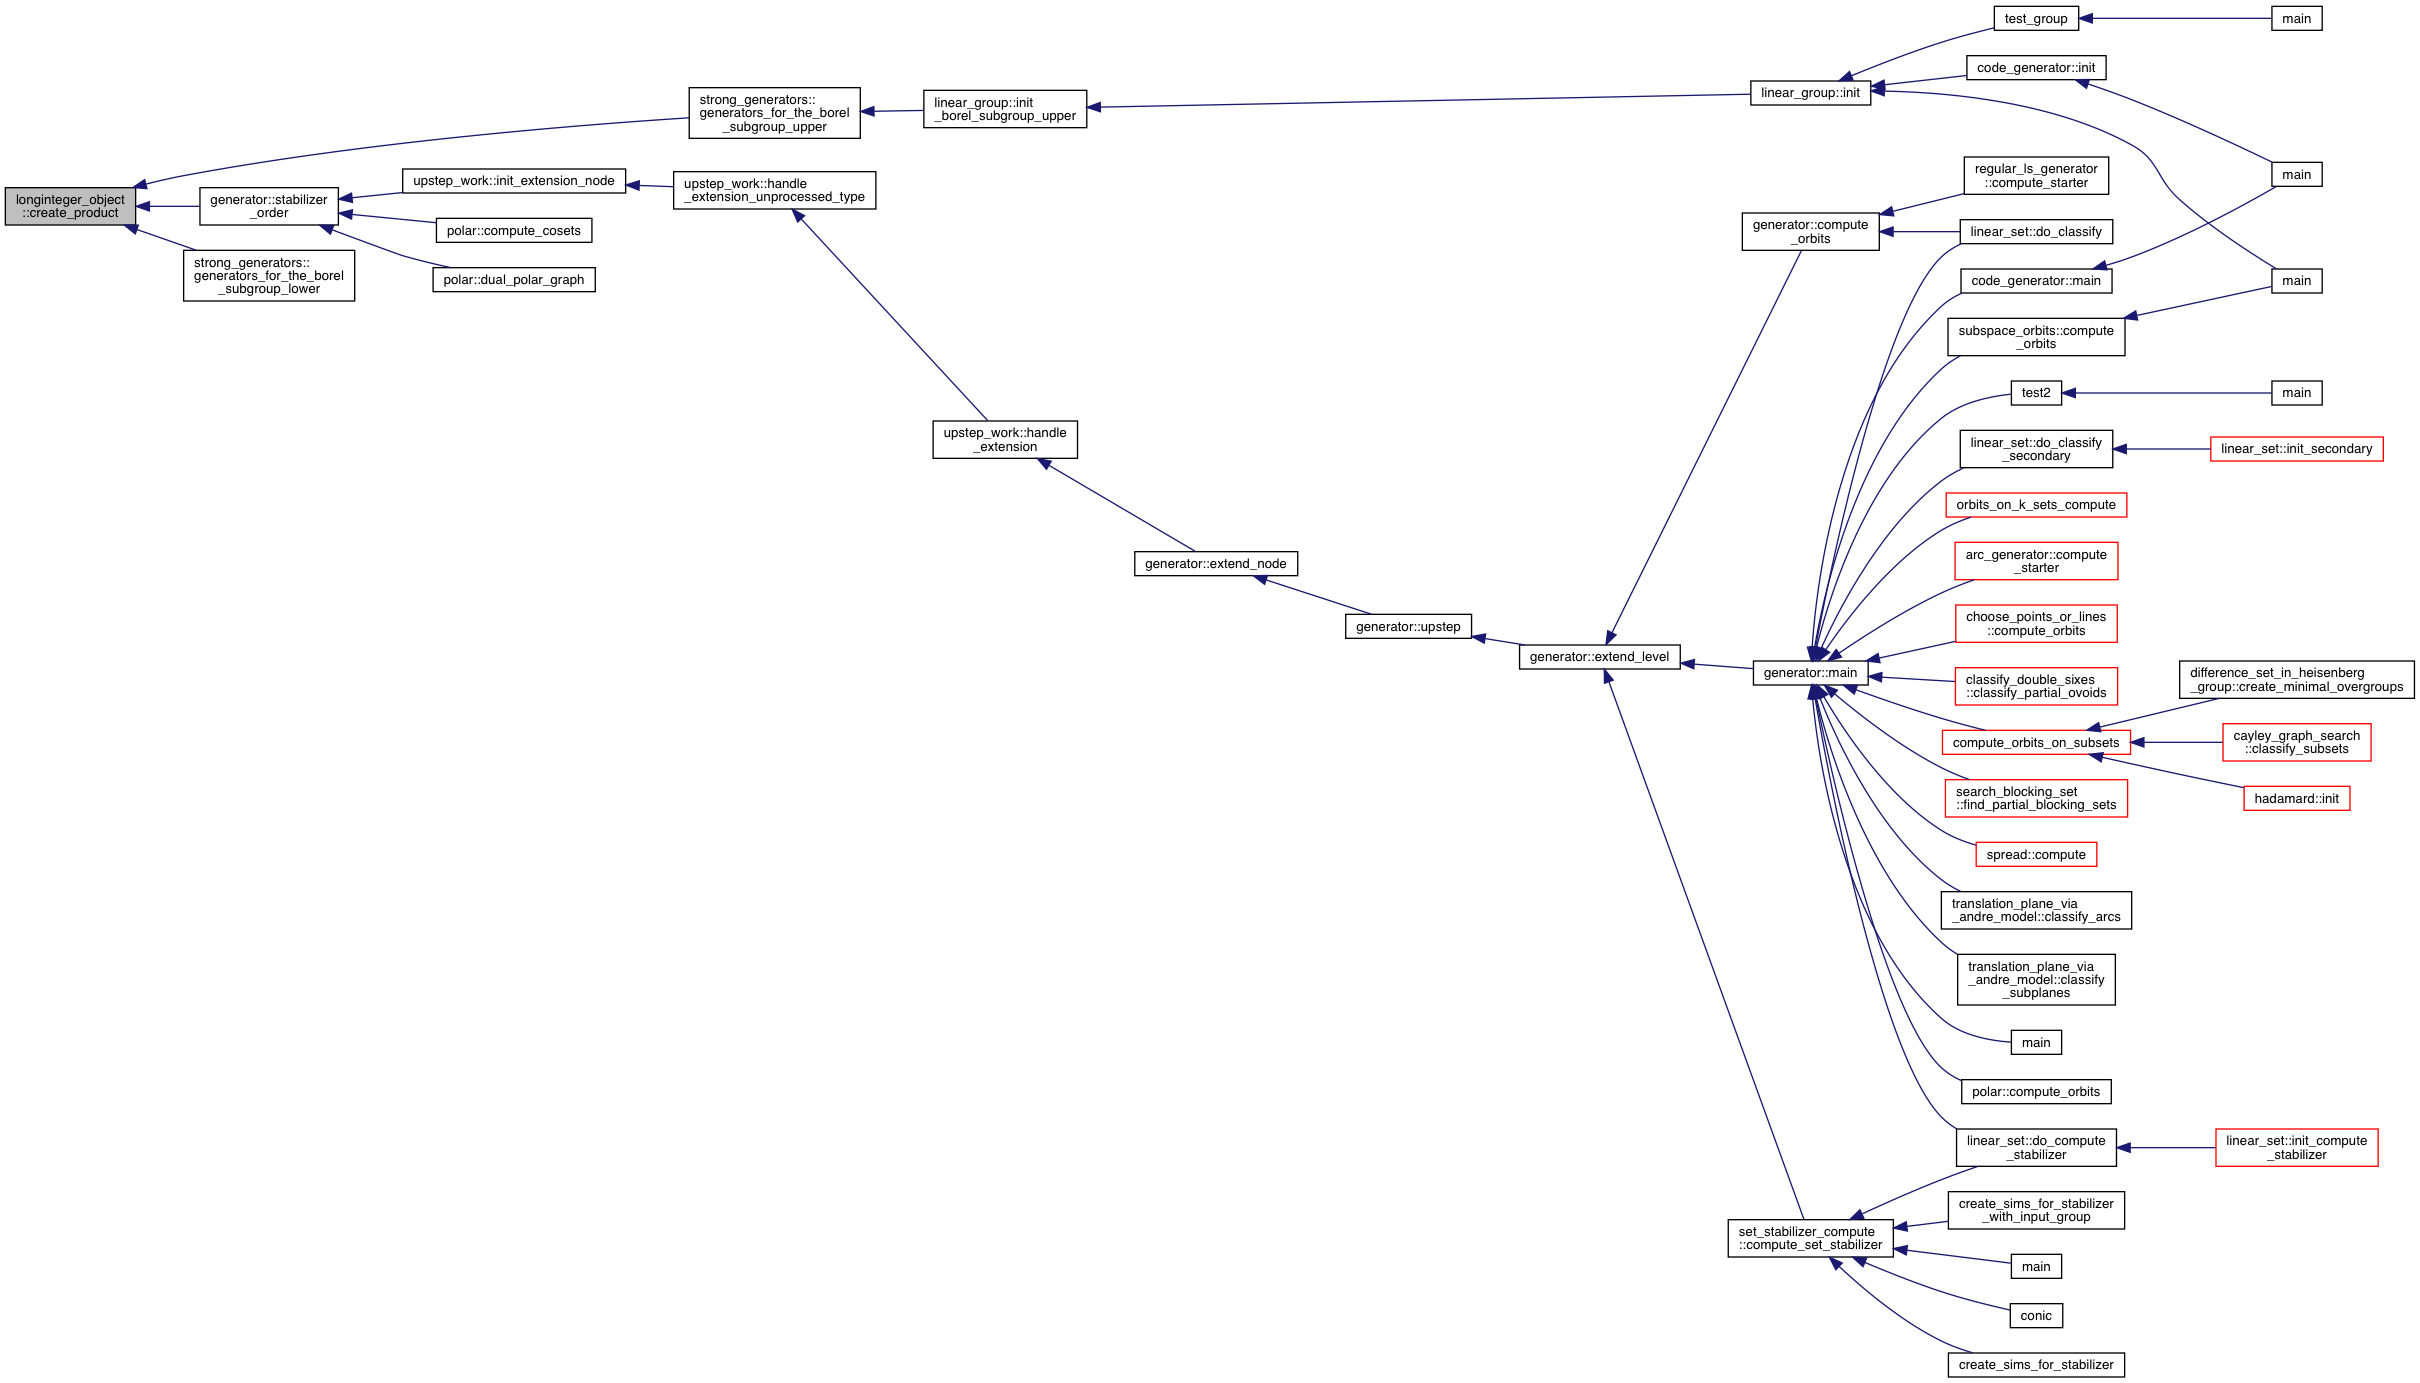 longinteger_object
::create_product
strong_generators::
generators_for_the_borel
_subgroup_upper
linear_group::init
_borel_subgroup_upper
linear_group::init
test_group
main
code_generator::init
main
main
generator::stabilizer
_order
upstep_work::init_extension_node
polar::compute_cosets
polar::dual_polar_graph
strong_generators::
generators_for_the_borel
_subgroup_lower
upstep_work::handle
_extension_unprocessed_type
upstep_work::handle
_extension
generator::extend_node
generator::upstep
generator::extend_level
generator::compute
_orbits
regular_ls_generator
::compute_starter
linear_set::do_classify
generator::main
code_generator::main
subspace_orbits::compute
_orbits
test2
main
linear_set::do_classify
_secondary
linear_set::init_secondary
orbits_on_k_sets_compute
arc_generator::compute
_starter
choose_points_or_lines
::compute_orbits
classify_double_sixes
::classify_partial_ovoids
compute_orbits_on_subsets
difference_set_in_heisenberg
_group::create_minimal_overgroups
cayley_graph_search
::classify_subsets
hadamard::init
search_blocking_set
::find_partial_blocking_sets
spread::compute
translation_plane_via
_andre_model::classify_arcs
translation_plane_via
_andre_model::classify
_subplanes
main
polar::compute_orbits
linear_set::do_compute
_stabilizer
linear_set::init_compute
_stabilizer
set_stabilizer_compute
::compute_set_stabilizer
create_sims_for_stabilizer
_with_input_group
main
conic
create_sims_for_stabilizer